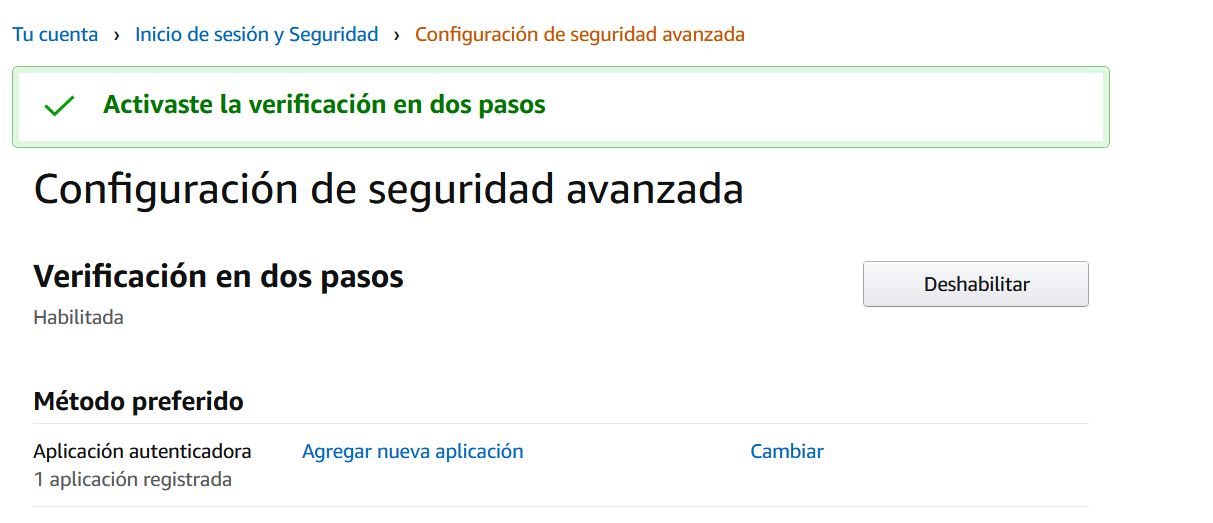 Tu cuenta › Inicio de sesión y Seguridad › Configuración de seguridad avanzada
Activaste la verificación en dos pasos
Configuración de seguridad avanzada
Verificación en dos pasos
Deshabilitar
Habilitada
Método preferido
Aplicación autenticadora Agregar nueva aplicación Cambiar
1 aplicación registrada